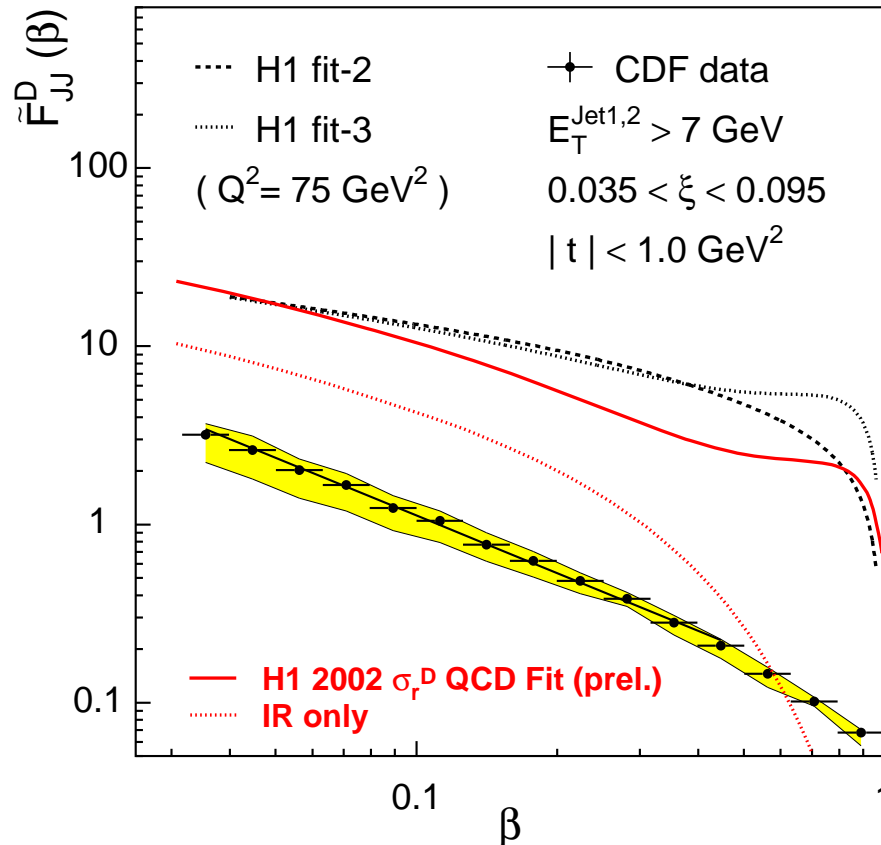 F̃ᴰJJ (β)
H1 fit-2
H1 fit-3
( Q²= 75 GeV² )
CDF data
E_T^Jet1,2 > 7 GeV
0.035 < ξ < 0.095
| t | < 1.0 GeV²
100
10
1
0.1
H1 2002 σ_r^D QCD Fit (prel.)
IR only
0.1
1
β